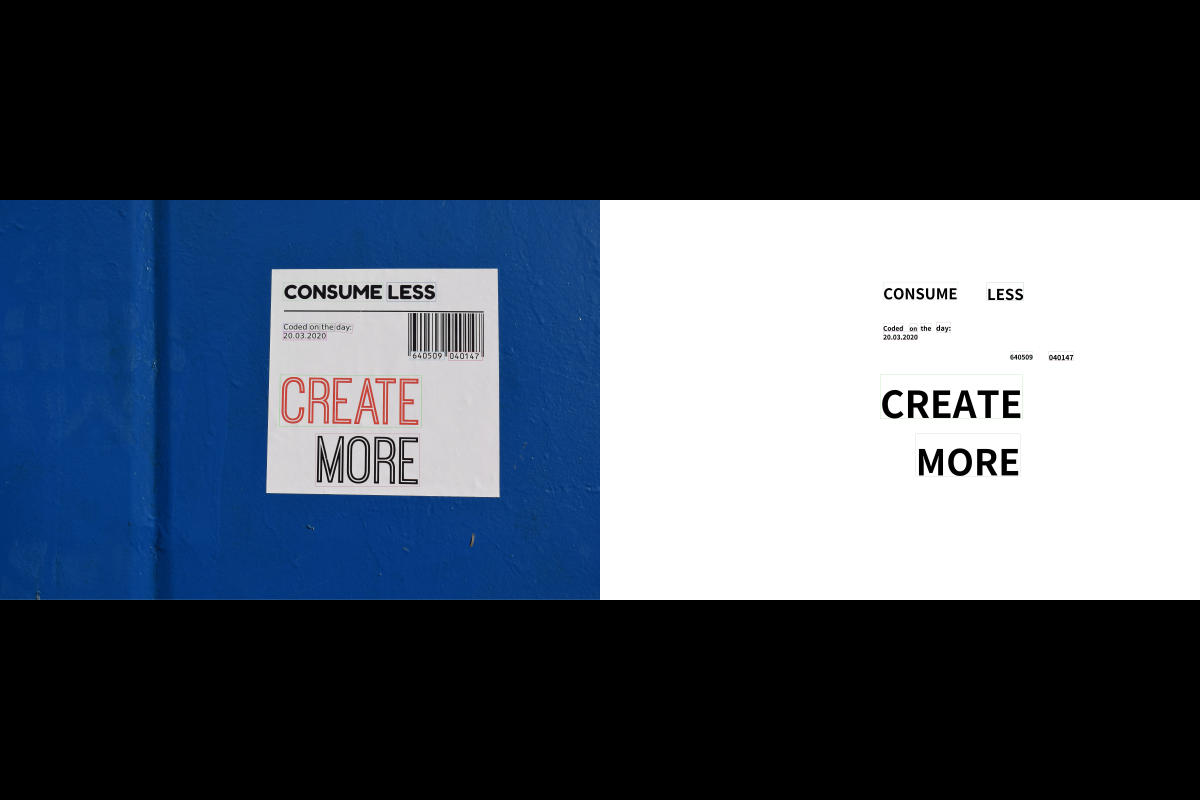 CONSUME LESS
Coded on the day:
20.03.2020
640509 040147
CREATE
MORE
CONSUME LESS
Coded on the day:
20.03.2020
640509 040147
CREATE
MORE